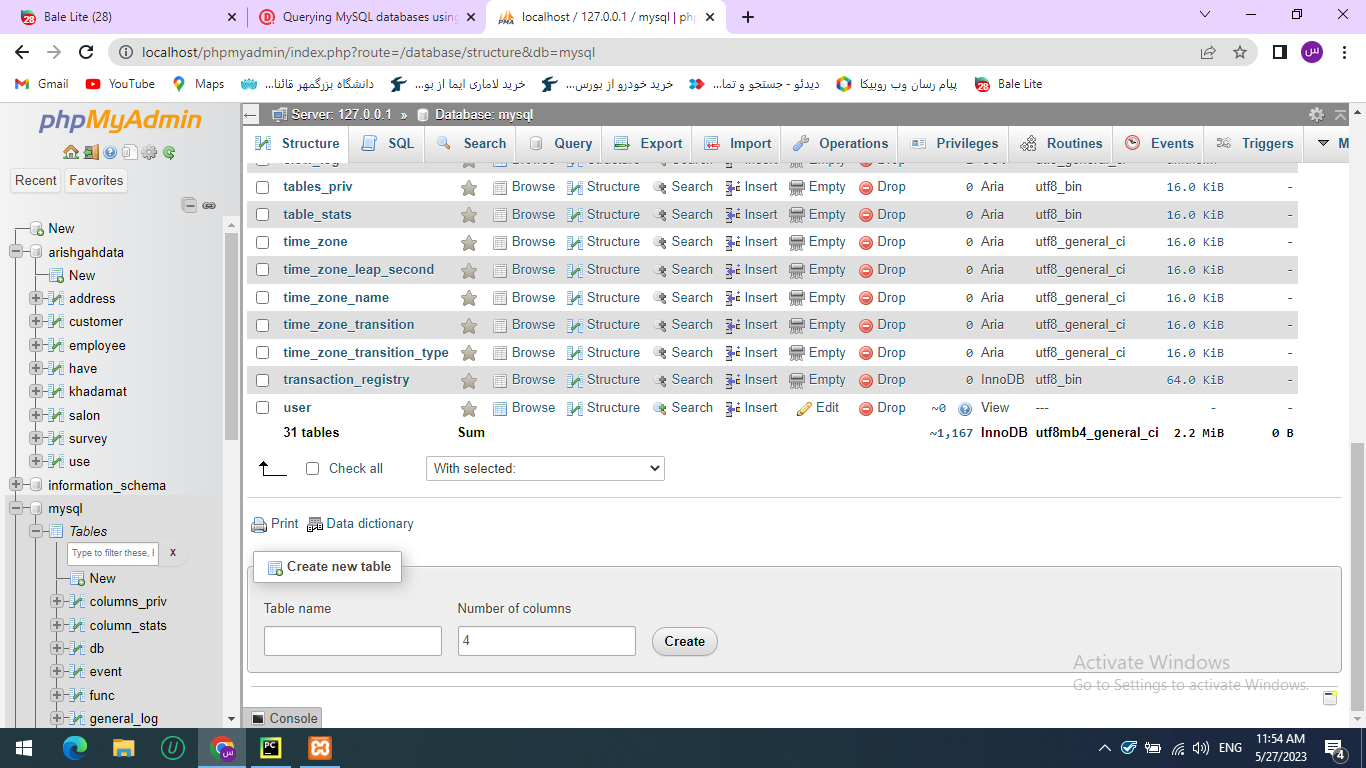 Bale Lite (28)
Querying MySQL databases using
localhost / 127.0.0.1 / mysql | ph
localhost/phpmyadmin/index.php?route=/database/structure&db=mysql
س
Gmail YouTube Maps دانشگاه بزرگمهر قائنا... خرید لاماری ایما از بو... خرید خودرو از بورس... دیدئو - جستجو و تما... پیام رسان وب روبیکا Bale Lite
phpMyAdmin
Recent Favorites
New
arishgahdata
New
address
customer
employee
have
khadamat
salon
survey
use
information_schema
mysql
Tables
Type to filter these, X
New
columns_priv
column_stats
db
event
func
general_log
Server: 127.0.0.1 » Database: mysql
Structure SQL Search Query Export Import Operations Privileges Routines Events Triggers M
tables_priv Browse Structure Search Insert Empty Drop 0 Aria utf8_bin 16.0 KiB -
table_stats Browse Structure Search Insert Empty Drop 0 Aria utf8_bin 16.0 KiB -
time_zone Browse Structure Search Insert Empty Drop 0 Aria utf8_general_ci 16.0 KiB -
time_zone_leap_second Browse Structure Search Insert Empty Drop 0 Aria utf8_general_ci 16.0 KiB -
time_zone_name Browse Structure Search Insert Empty Drop 0 Aria utf8_general_ci 16.0 KiB -
time_zone_transition Browse Structure Search Insert Empty Drop 0 Aria utf8_general_ci 16.0 KiB -
time_zone_transition_type Browse Structure Search Insert Empty Drop 0 Aria utf8_general_ci 16.0 KiB -
transaction_registry Browse Structure Search Insert Empty Drop 0 InnoDB utf8_bin 64.0 KiB -
user Browse Structure Search Insert Edit Drop ~0 View --- - -
31 tables Sum ~1,167 InnoDB utf8mb4_general_ci 2.2 MiB 0 B
Check all With selected:
Print Data dictionary
Create new table
Table name Number of columns
4 Create
Activate Windows
Go to Settings to activate Windows.
Console
ENG 11:54 AM
5/27/2023
4